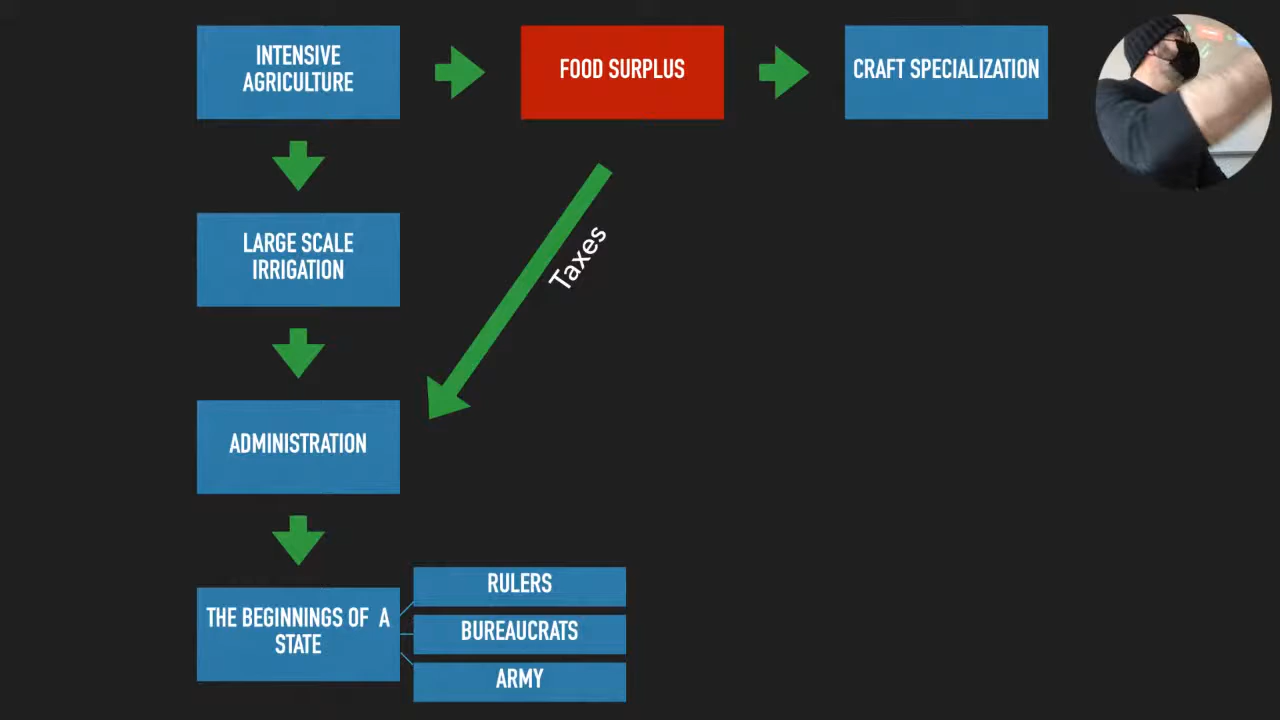 INTENSIVE
AGRICULTURE
FOOD SURPLUS
CRAFT SPECIALIZATION
Taxes
LARGE SCALE
IRRIGATION
ADMINISTRATION
THE BEGINNINGS OF A
STATE
RULERS
BUREAUCRATS
ARMY